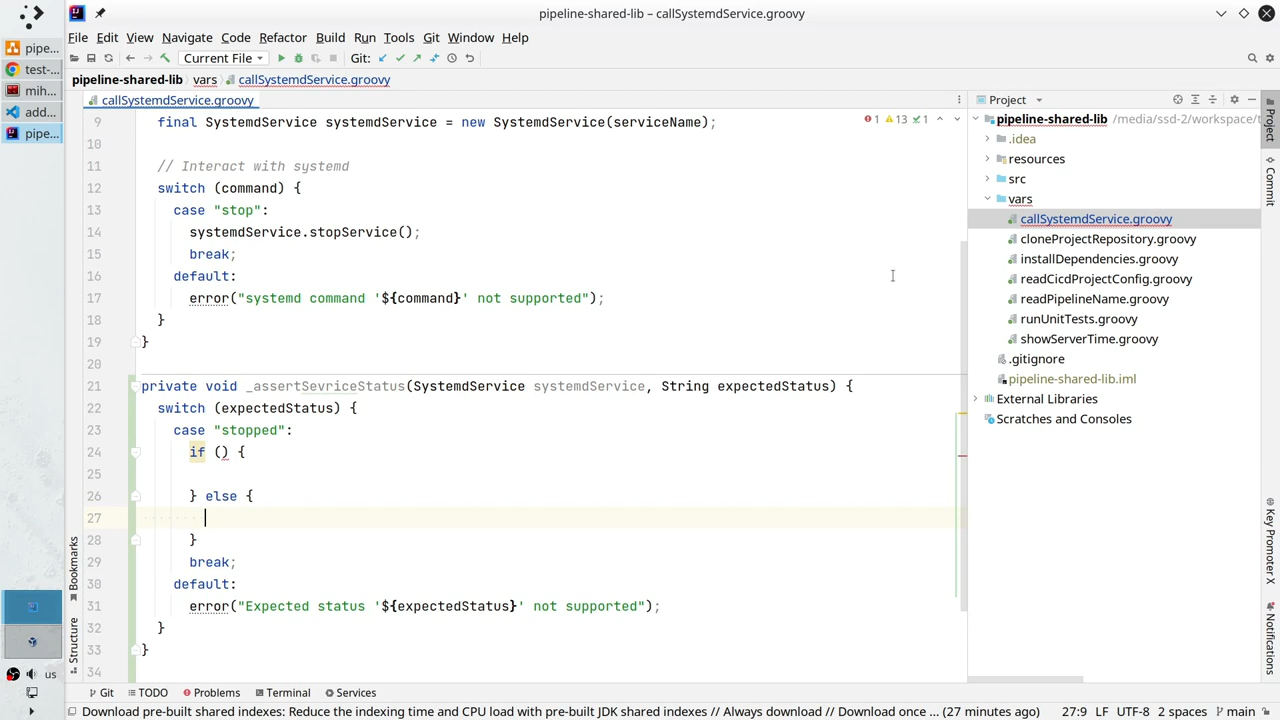 pipeline-shared-lib – callSystemdService.groovy
File Edit View Navigate Code Refactor Build Run Tools Git Window Help
Current File Git:
pipeline-shared-lib vars callSystemdService.groovy
callSystemdService.groovy
pipe...
test-...
mih...
add...
pipe...
us
9 final SystemdService systemdService = new SystemdService(serviceName);
10
11 // Interact with systemd
12 switch (command) {
13 case "stop":
14 systemdService.stopService();
15 break;
16 default:
17 error("systemd command '${command}' not supported");
18 }
19 }
20
21 private void _assertSevriceStatus(SystemdService systemdService, String expectedStatus) {
22 switch (expectedStatus) {
23 case "stopped":
24 if () {
25
26 } else {
27
28 }
29 break;
30 default:
31 error("Expected status '${expectedStatus}' not supported");
32 }
33 }
34
1 13 1
Project
pipeline-shared-lib /media/ssd-2/workspace/t
.idea
resources
src
vars
callSystemdService.groovy
cloneProjectRepository.groovy
installDependencies.groovy
readCicdProjectConfig.groovy
readPipelineName.groovy
runUnitTests.groovy
showServerTime.groovy
.gitignore
pipeline-shared-lib.iml
External Libraries
Scratches and Consoles
Project
Commit
Key Promoter X
Notifications
Bookmarks
Structure
Git TODO Problems Terminal Services
Download pre-built shared indexes: Reduce the indexing time and CPU load with pre-built JDK shared indexes // Always download // Download once ... (27 minutes ago) 27:9 LF UTF-8 2 spaces main